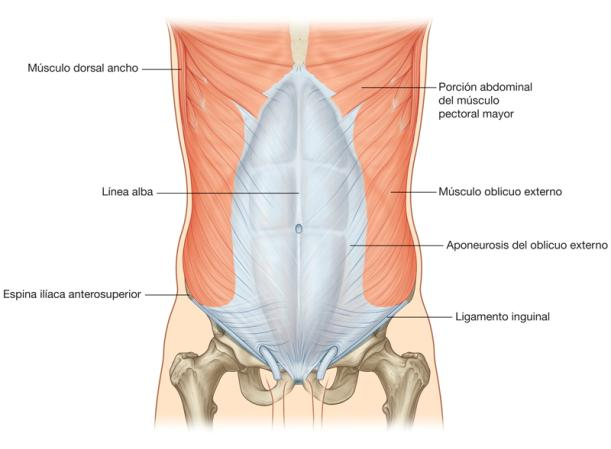 Músculo dorsal ancho
Porción abdominal
del músculo
pectoral mayor
Línea alba
Músculo oblicuo externo
Aponeurosis del oblicuo externo
Espina ilíaca anterosuperior
Ligamento inguinal